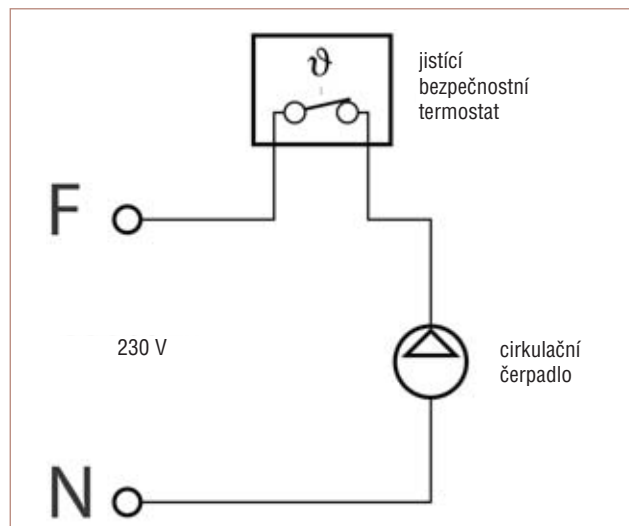 ϑ
jistící
bezpečnostní
termostat
F
230 V
cirkulační
čerpadlo
N